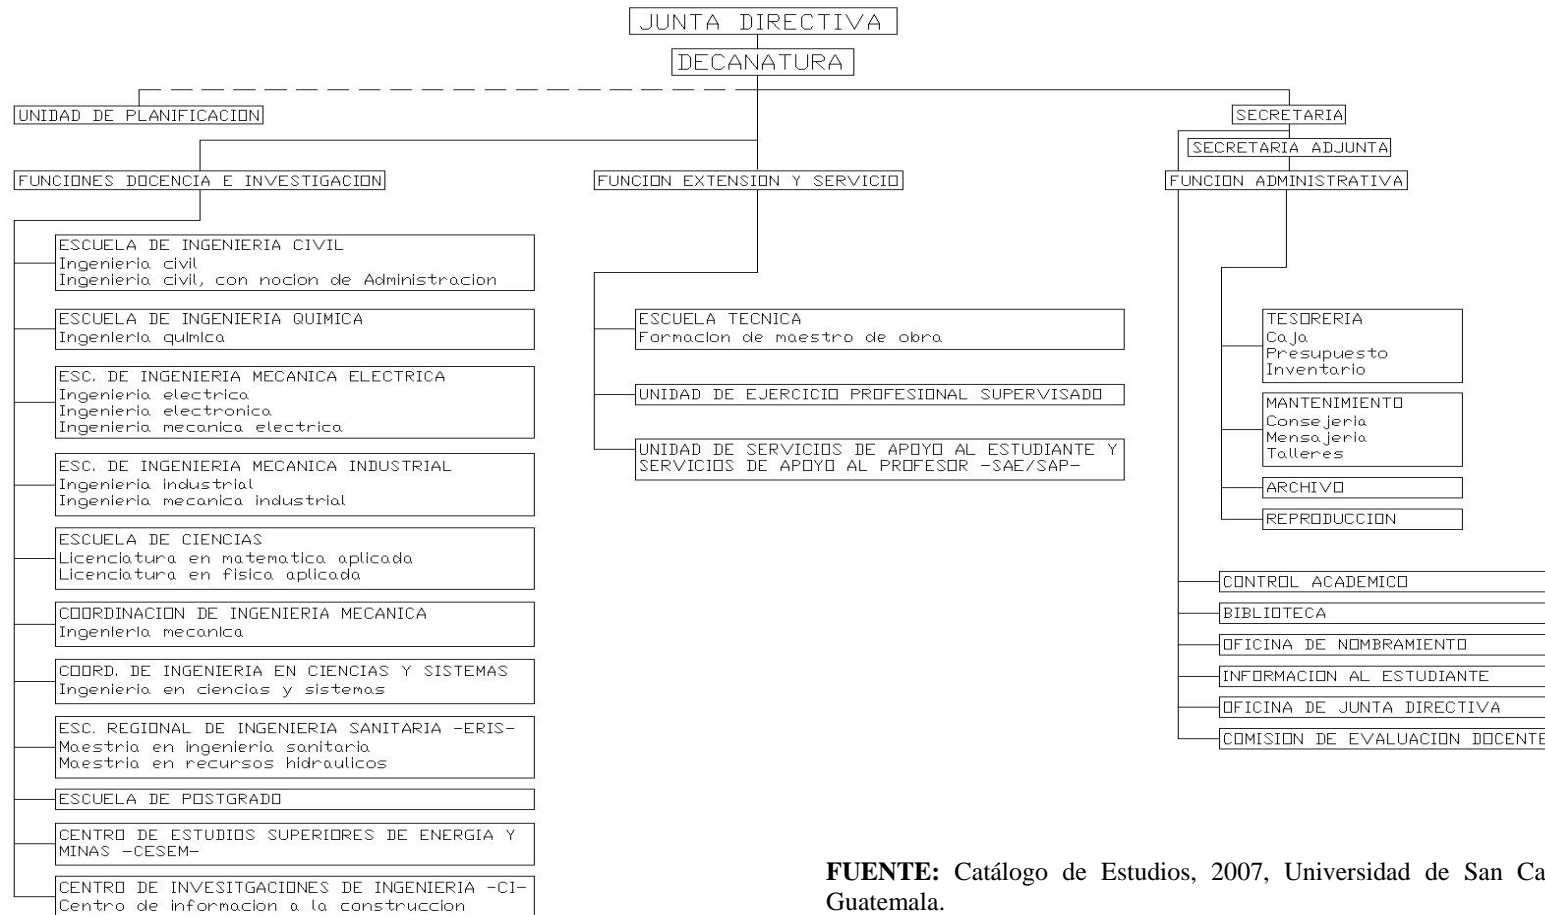 JUNTA DIRECTIVA
DECANATURA
UNIDAD DE PLANIFICACION
SECRETARIA
SECRETARIA ADJUNTA
FUNCIONES DOCENCIA E INVESTIGACION
FUNCION EXTENSION Y SERVICIO
FUNCION ADMINISTRATIVA
ESCUELA DE INGENIERIA CIVIL
Ingenieria civil
Ingenieria civil, con nocion de Administracion
ESCUELA DE INGENIERIA QUIMICA
Ingenieria quimica
ESC. DE INGENIERIA MECANICA ELECTRICA
Ingenieria electrica
Ingenieria electronica
Ingenieria mecanica electrica
ESC. DE INGENIERIA MECANICA INDUSTRIAL
Ingenieria industrial
Ingenieria mecanica industrial
ESCUELA DE CIENCIAS
Licenciatura en matematica aplicada
Licenciatura en fisica aplicada
COORDINACION DE INGENIERIA MECANICA
Ingenieria mecanica
COORD. DE INGENIERIA EN CIENCIAS Y SISTEMAS
Ingenieria en ciencias y sistemas
ESC. REGIONAL DE INGENIERIA SANITARIA -ERIS-
Maestria en ingenieria sanitaria
Maestria en recursos hidraulicos
ESCUELA DE POSTGRADO
CENTRO DE ESTUDIOS SUPERIORES DE ENERGIA Y
MINAS -CESEM-
CENTRO DE INVESITGACIONES DE INGENIERIA -CI-
Centro de informacion a la construccion
ESCUELA TECNICA
Formacion de maestro de obra
UNIDAD DE EJERCICIO PROFESIONAL SUPERVISADO
UNIDAD DE SERVICIOS DE APOYO AL ESTUDIANTE Y
SERVICIOS DE APOYO AL PROFESOR -SAE/SAP-
TESORERIA
Caja
Presupuesto
Inventario
MANTENIMIENTO
Consejeria
Mensajeria
Talleres
ARCHIVO
REPRODUCCION
CONTROL ACADEMICO
BIBLIOTECA
OFICINA DE NOMBRAMIENTO
INFORMACION AL ESTUDIANTE
OFICINA DE JUNTA DIRECTIVA
COMISION DE EVALUACION DOCENTE
FUENTE: Catálogo de Estudios, 2007, Universidad de San Ca
Guatemala.